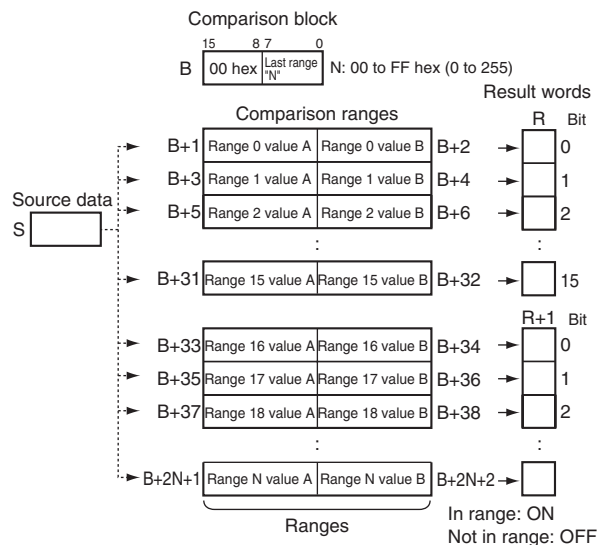 Comparison block
15 8 7 0
B 00 hex Last range "N" N: 00 to FF hex (0 to 255)
Result words
Comparison ranges R Bit
B+1 Range 0 value A Range 0 value B B+2 0
B+3 Range 1 value A Range 1 value B B+4 1
Source data
S
B+5 Range 2 value A Range 2 value B B+6 2
: :
B+31 Range 15 value A Range 15 value B B+32 15
R+1 Bit
B+33 Range 16 value A Range 16 value B B+34 0
B+35 Range 17 value A Range 17 value B B+36 1
B+37 Range 18 value A Range 18 value B B+38 2
: :
B+2N+1 Range N value A Range N value B B+2N+2
Ranges
In range: ON
Not in range: OFF